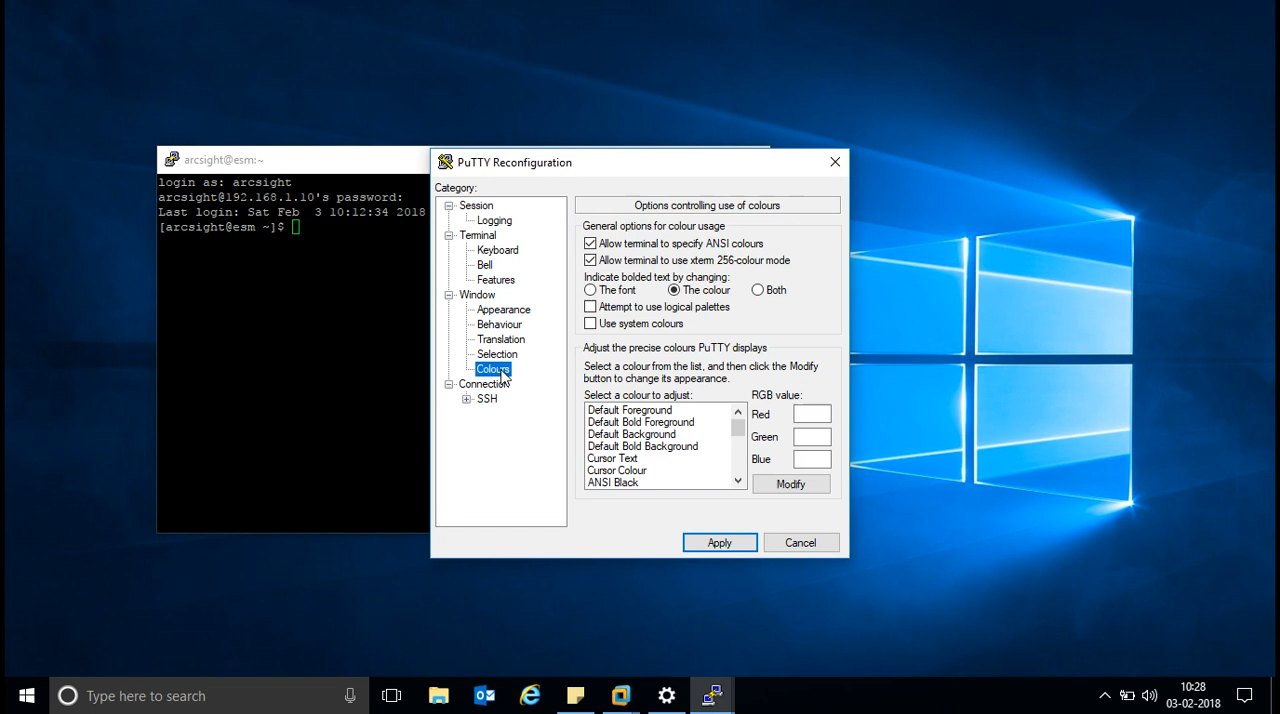 arcsight@esm:~
login as: arcsight
arcsight@192.168.1.10's password:
Last login: Sat Feb  3 10:12:34 2018
[arcsight@esm ~]$
PuTTY Reconfiguration
Category:
Session
Logging
Terminal
Keyboard
Bell
Features
Window
Appearance
Behaviour
Translation
Selection
Colours
Connection
SSH
Options controlling use of colours
General options for colour usage
Allow terminal to specify ANSI colours
Allow terminal to use xterm 256-colour mode
Indicate bolded text by changing:
The font The colour Both
Attempt to use logical palettes
Use system colours
Adjust the precise colours PuTTY displays
Select a colour from the list, and then click the Modify
button to change its appearance.
Select a colour to adjust:
Default Foreground
Default Bold Foreground
Default Background
Default Bold Background
Cursor Text
Cursor Colour
ANSI Black
RGB value:
Red
Green
Blue
Modify
Apply Cancel
Type here to search
10:28
03-02-2018